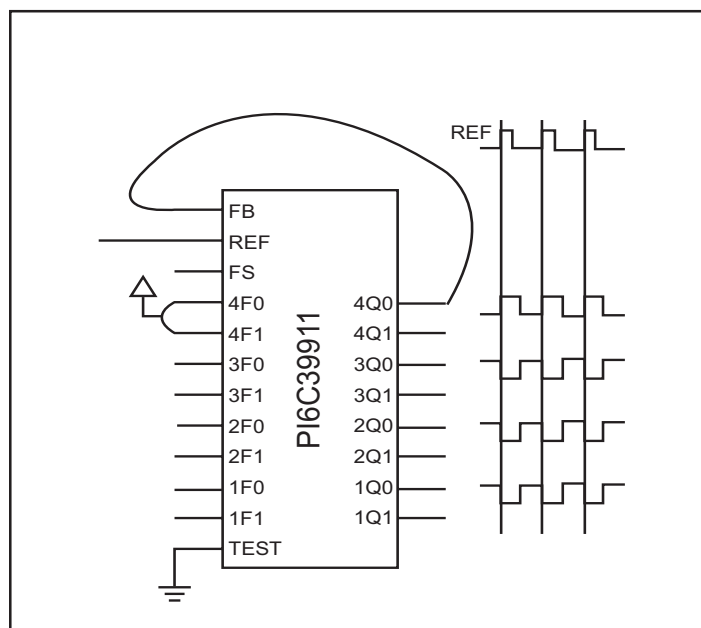 REF
FB
REF
FS
4F0 4Q0
4F1 4Q1
3F0 3Q0
3F1 3Q1
2F0 2Q0
2F1 2Q1
1F0 1Q0
1F1 1Q1
TEST
PI6C39911